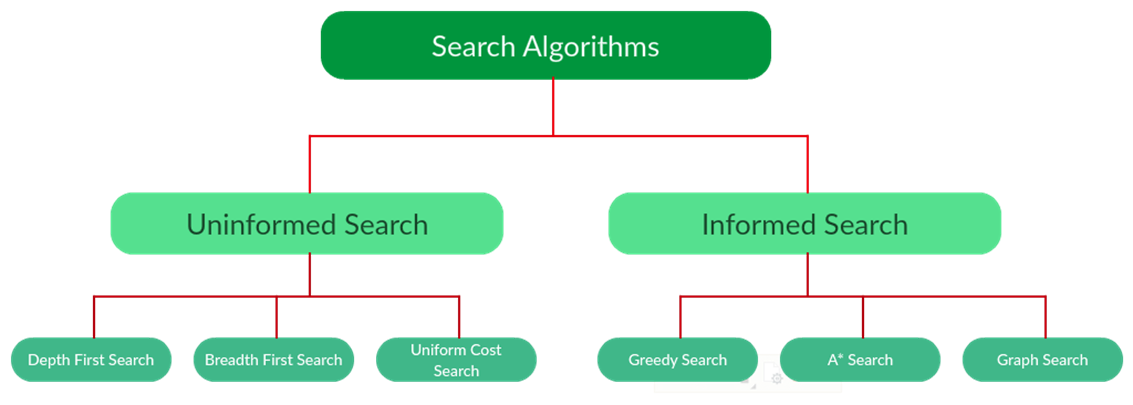 Search Algorithms
Uninformed Search
Informed Search
Depth First Search
Breadth First Search
Uniform Cost
Search
Greedy Search
A* Search
Graph Search